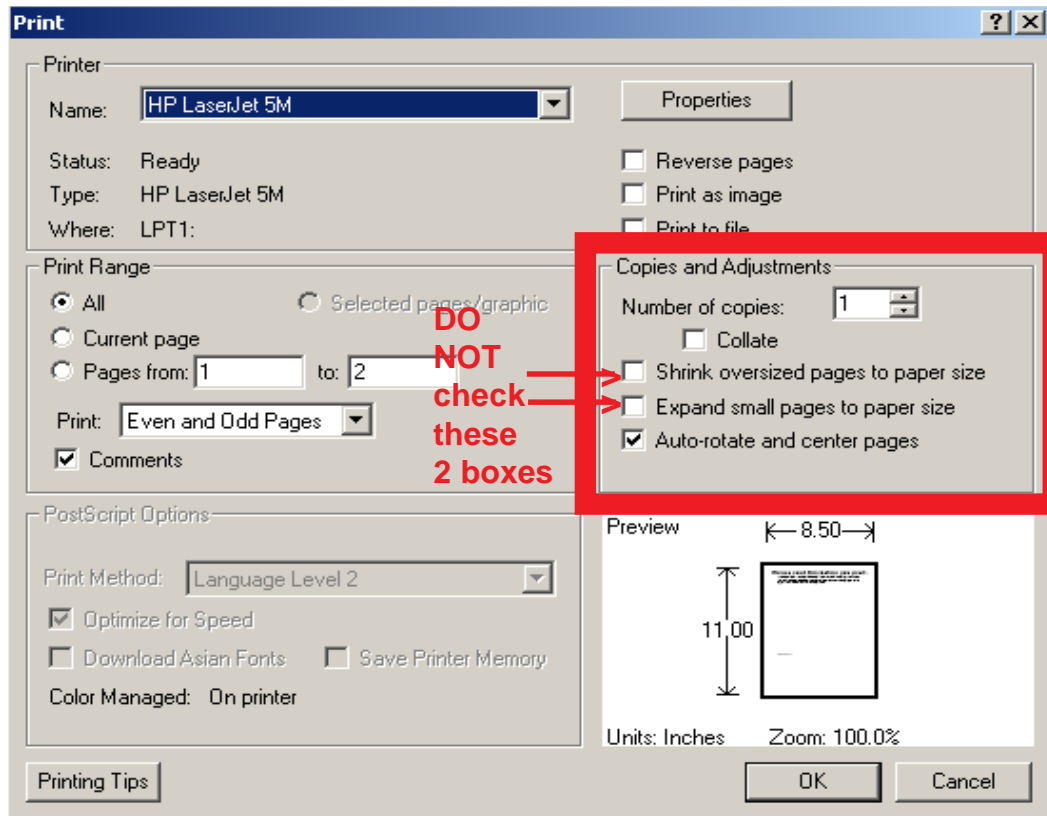 Print
Printer
Name: HP LaserJet 5M
Properties
Status: Ready
Reverse pages
Type: HP LaserJet 5M
Print as image
Where: LPT1:
Print to file
Print Range
Copies and Adjustments
All
Selected pages/graphic
Number of copies: 1
Current page
Collate
Pages from: 1 to: 2
Shrink oversized pages to paper size
Expand small pages to paper size
Print: Even and Odd Pages
Auto-rotate and center pages
Comments
DO
NOT
check
these
2 boxes
PostScript Options
Preview
8.50
Print Method: Language Level 2
11.00
Optimize for Speed
Download Asian Fonts
Save Printer Memory
Color Managed: On printer
Units: Inches Zoom: 100.0%
Printing Tips
OK
Cancel